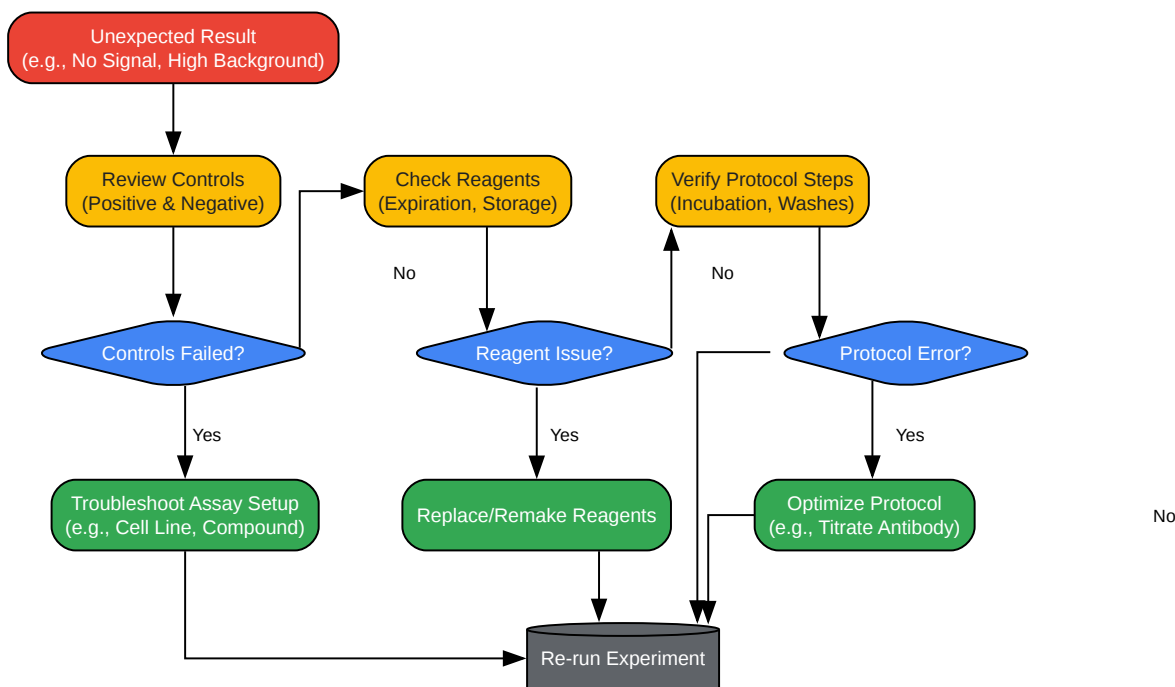 Unexpected Result
(e.g., No Signal, High Background)
Review Controls
(Positive & Negative)
Check Reagents
(Expiration, Storage)
Verify Protocol Steps
(Incubation, Washes)
No
No
Controls Failed?
Reagent Issue?
Protocol Error?
Yes
Yes
Yes
Troubleshoot Assay Setup
(e.g., Cell Line, Compound)
Replace/Remake Reagents
Optimize Protocol
(e.g., Titrate Antibody)
No
Re-run Experiment